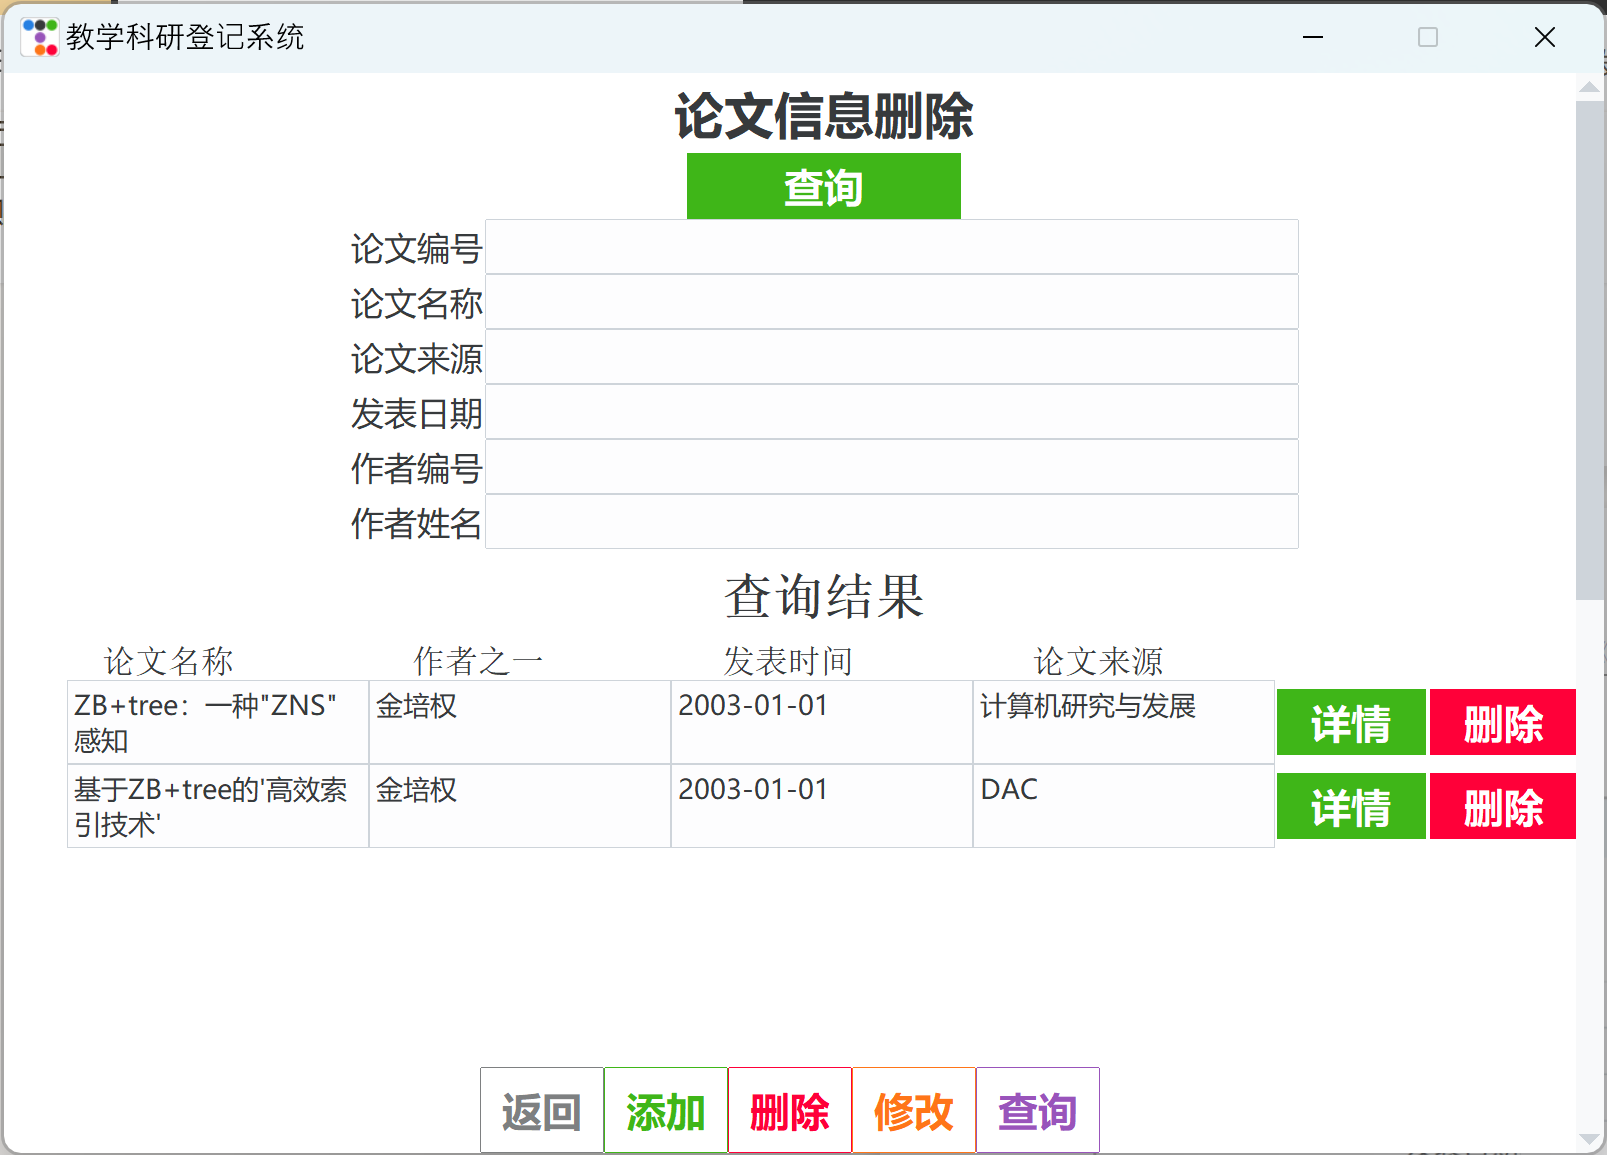 教学科研登记系统
论文信息删除
查询
论文编号
论文名称
论文来源
发表日期
作者编号
作者姓名
查询结果
论文名称 作者之一 发表时间 论文来源
ZB+tree：一种"ZNS" 金培权 2003-01-01 计算机研究与发展 详情 删除
感知
基于ZB+tree的'高效索 金培权 2003-01-01 DAC 详情 删除
引技术'
返回 添加 删除 修改 查询